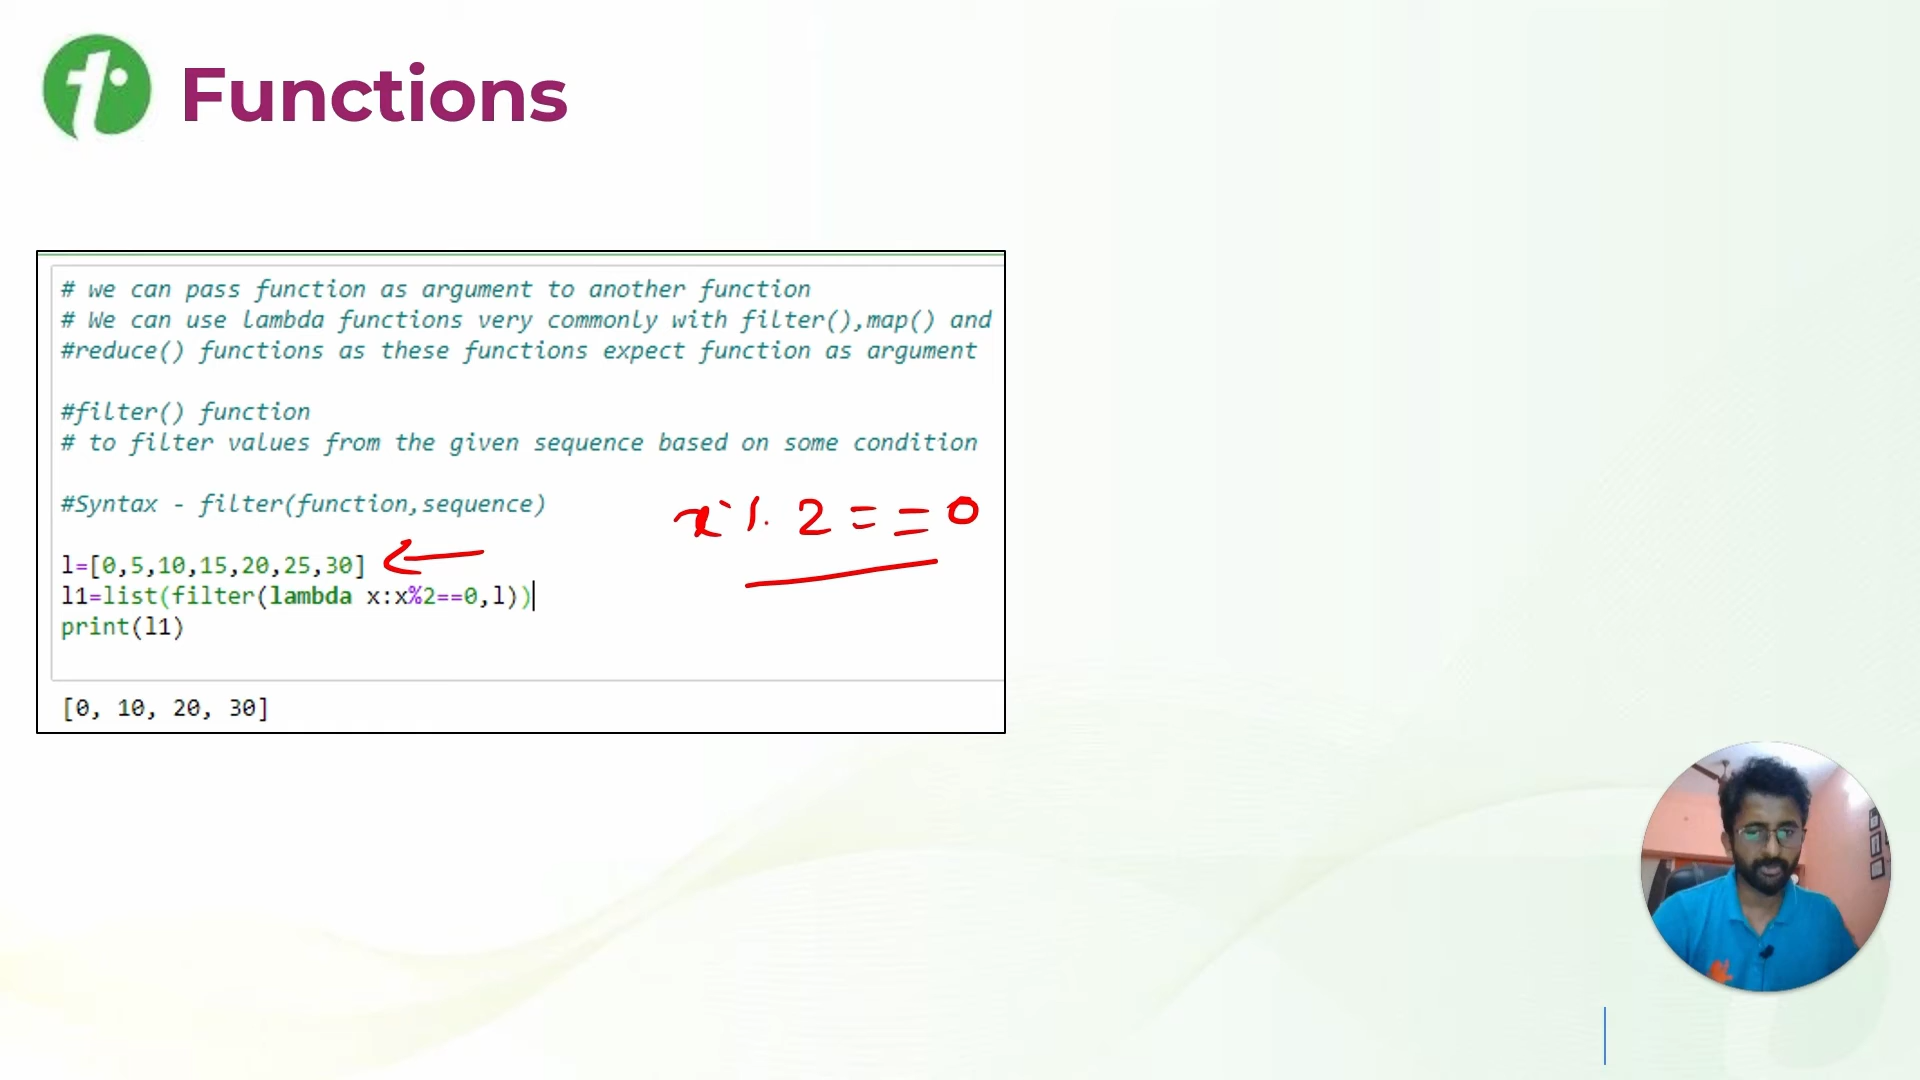 Functions
# we can pass function as argument to another function
# We can use lambda functions very commonly with filter(),map() and
#reduce() functions as these functions expect function as argument
#filter() function
# to filter values from the given sequence based on some condition
#Syntax - filter(function,sequence)
x % 2 == 0
l=[0,5,10,15,20,25,30]
l1=list(filter(lambda x:x%2==0,l))
print(l1)
[0, 10, 20, 30]